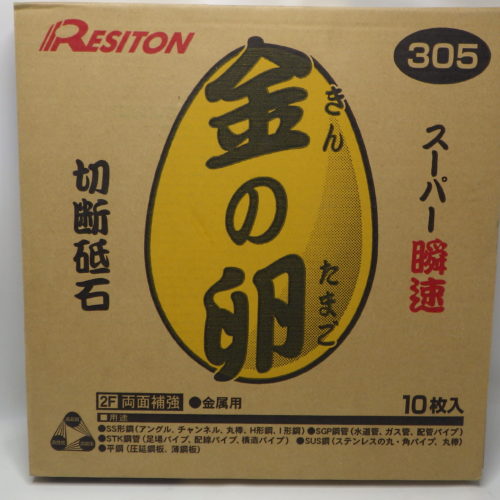 RESITON
305
金の卵
きん
たまご
スーパー瞬速
切断砥石
2F 両面補強 ●金属用
10枚入
■用途
●SS形鋼(アングル、チャンネル、丸棒、H形鋼、I形鋼) ●SGP鋼管(水道管、ガス管、配管パイプ)
●STK鋼管(足場パイプ、配線パイプ、構造パイプ) ●SUS鋼(ステンレスの丸・角パイプ、丸棒)
●平鋼(圧延鋼板、薄鋼板)